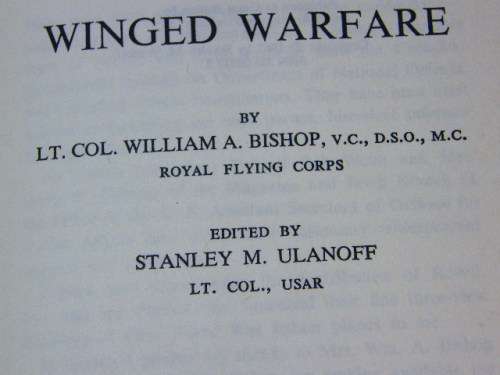 WINGED WARFARE
BY
LT. COL. WILLIAM A. BISHOP, V.C., D.S.O., M.C.
ROYAL FLYING CORPS
EDITED BY
STANLEY M. ULANOFF
LT. COL., USAR